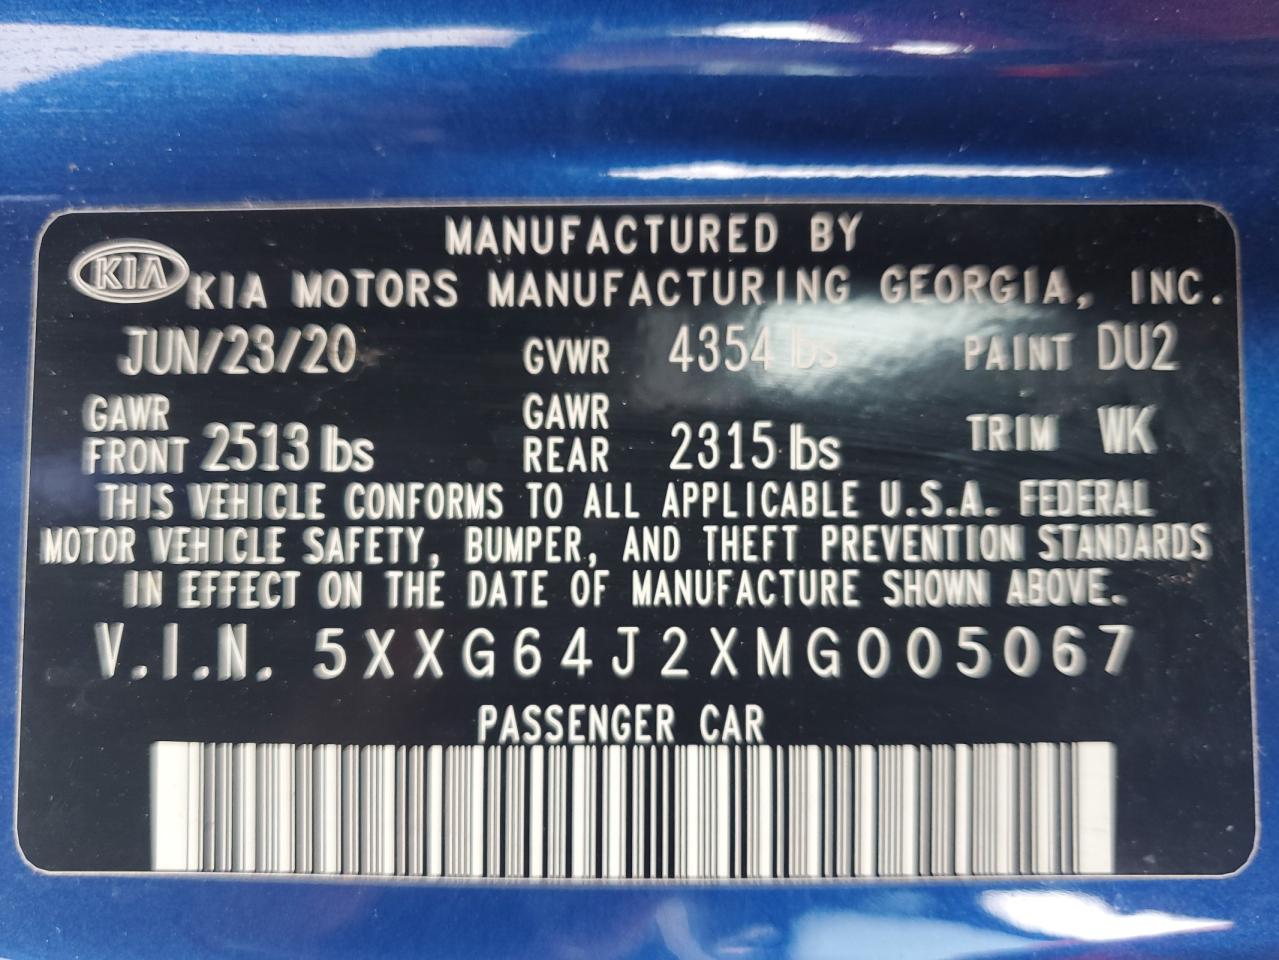 MANUFACTURED BY
KIA KIA MOTORS MANUFACTURING GEORGIA, INC.
JUN/23/20 GVWR 4354 lbs PAINT DU2
GAWR FRONT 2513 lbs GAWR REAR 2315 lbs TRIM WK
THIS VEHICLE CONFORMS TO ALL APPLICABLE U.S.A. FEDERAL
MOTOR VEHICLE SAFETY, BUMPER, AND THEFT PREVENTION STANDARDS
IN EFFECT ON THE DATE OF MANUFACTURE SHOWN ABOVE.
V.I.N. 5XXG64J2XMG005067
PASSENGER CAR